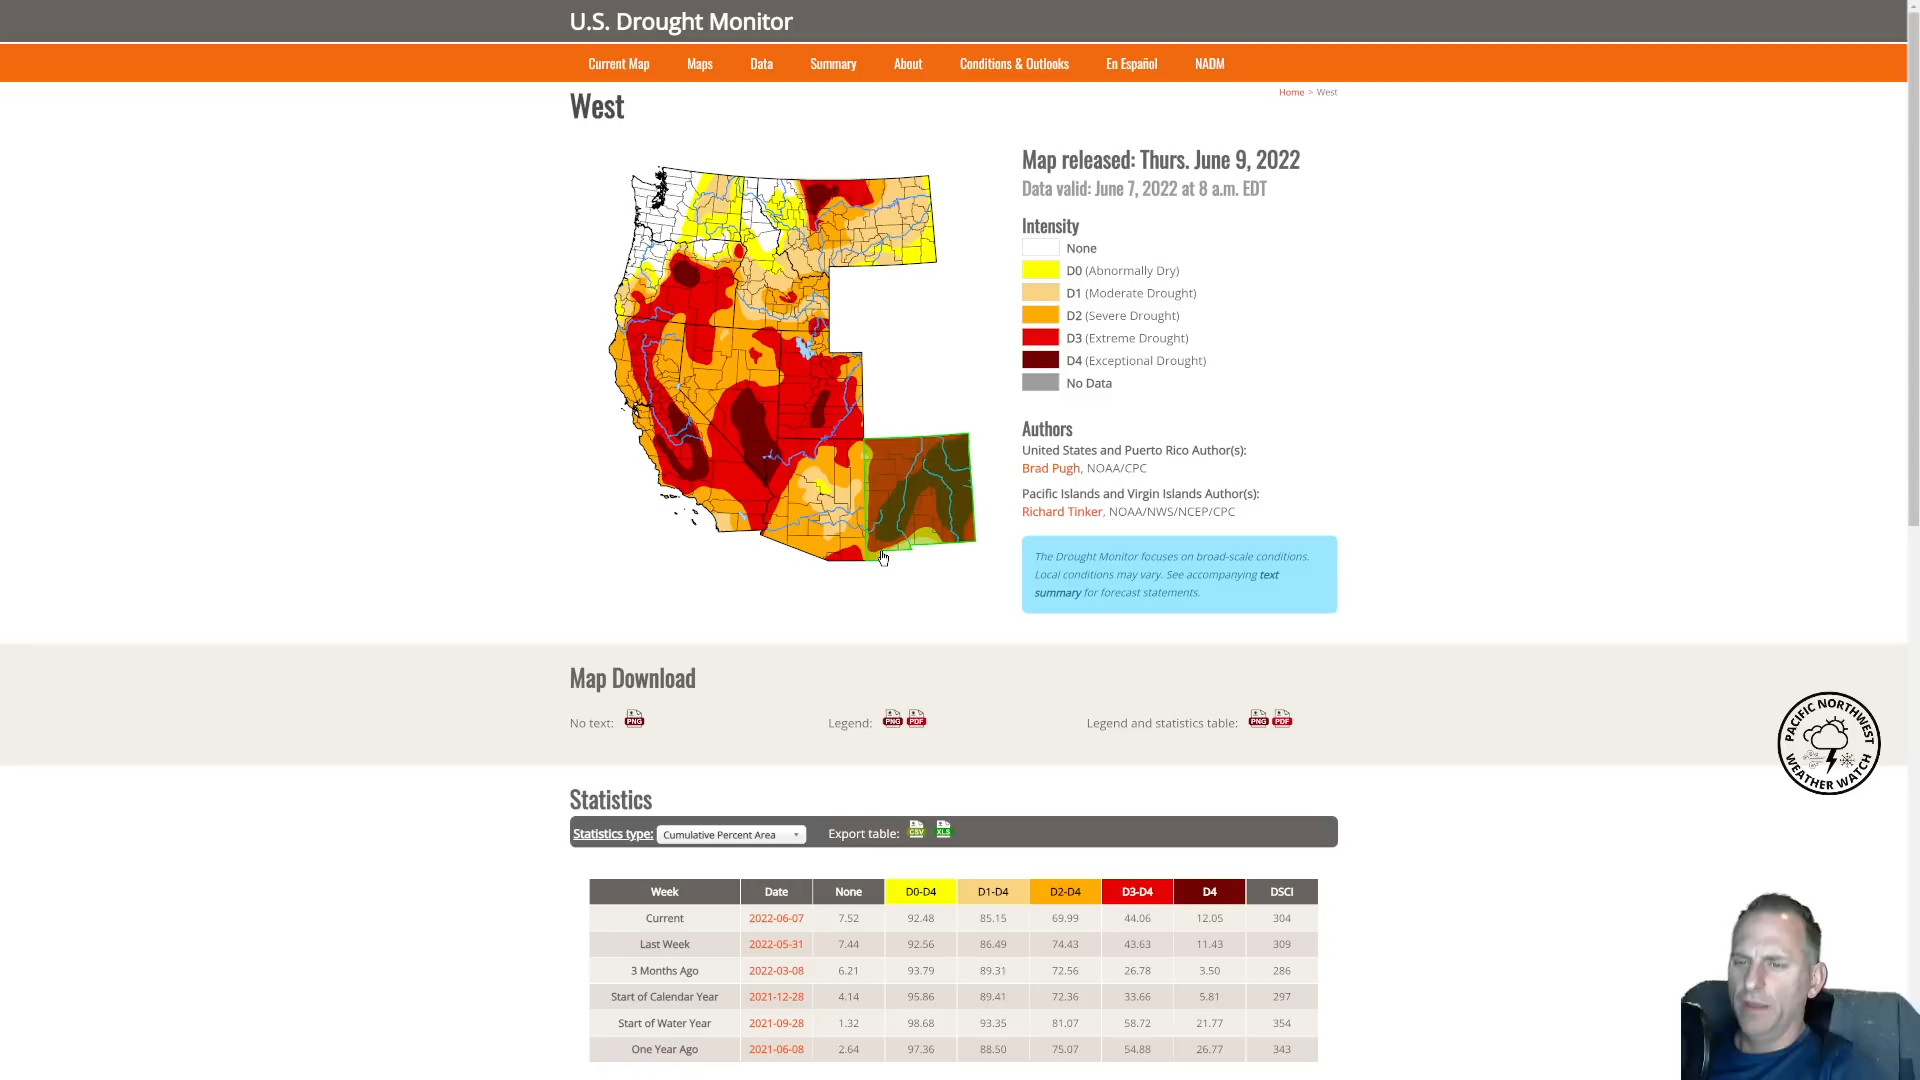 U.S. Drought Monitor
Current Map Maps Data Summary About Conditions & Outlooks En Español NADM
Home > West
West
Map released: Thurs. June 9, 2022
Data valid: June 7, 2022 at 8 a.m. EDT
Intensity
None
D0 (Abnormally Dry)
D1 (Moderate Drought)
D2 (Severe Drought)
D3 (Extreme Drought)
D4 (Exceptional Drought)
No Data
Authors
United States and Puerto Rico Author(s):
Brad Pugh, NOAA/CPC
Pacific Islands and Virgin Islands Author(s):
Richard Tinker, NOAA/NWS/NCEP/CPC
The Drought Monitor focuses on broad-scale conditions.
Local conditions may vary. See accompanying text
summary for forecast statements.
Map Download
No text: PNG Legend: PNG PDF Legend and statistics table: PNG PDF
PACIFIC NORTHWEST
WEATHER WATCH
Statistics
Statistics type: Cumulative Percent Area Export table: CSV XLS
Week Date None D0-D4 D1-D4 D2-D4 D3-D4 D4 DSCI
Current 2022-06-07 7.52 92.48 85.15 69.99 44.06 12.05 304
Last Week 2022-05-31 7.44 92.56 86.49 74.43 43.63 11.43 309
3 Months Ago 2022-03-08 6.21 93.79 89.31 72.56 26.78 3.50 286
Start of Calendar Year 2021-12-28 4.14 95.86 89.41 72.36 33.66 5.81 297
Start of Water Year 2021-09-28 1.32 98.68 93.35 81.07 58.72 21.77 354
One Year Ago 2021-06-08 2.64 97.36 88.50 75.07 54.88 26.77 343